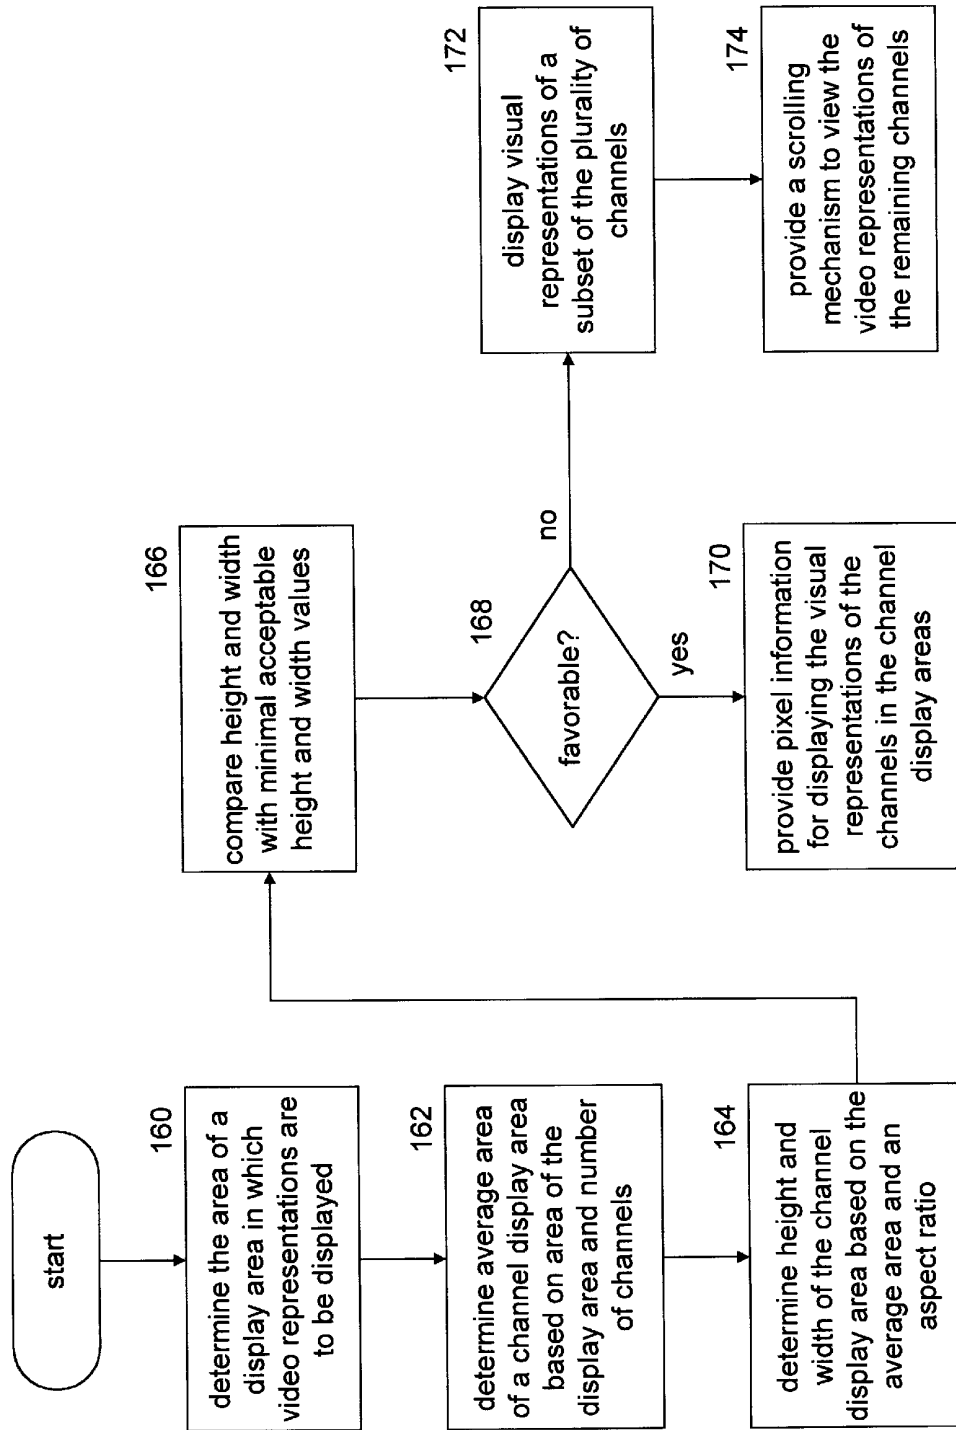 start
160
determine the area of a
display area in which
video representations are
to be displayed
162
determine average area
of a channel display area
based on area of the
display area and number
of channels
164
determine height and
width of the channel
display area based on the
average area and an
aspect ratio
166
compare height and width
with minimal acceptable
height and width values
168
favorable?
no
yes
170
provide pixel information
for displaying the visual
representations of the
channels in the channel
display areas
172
display visual
representations of a
subset of the plurality of
channels
174
provide a scrolling
mechanism to view the
video representations of
the remaining channels